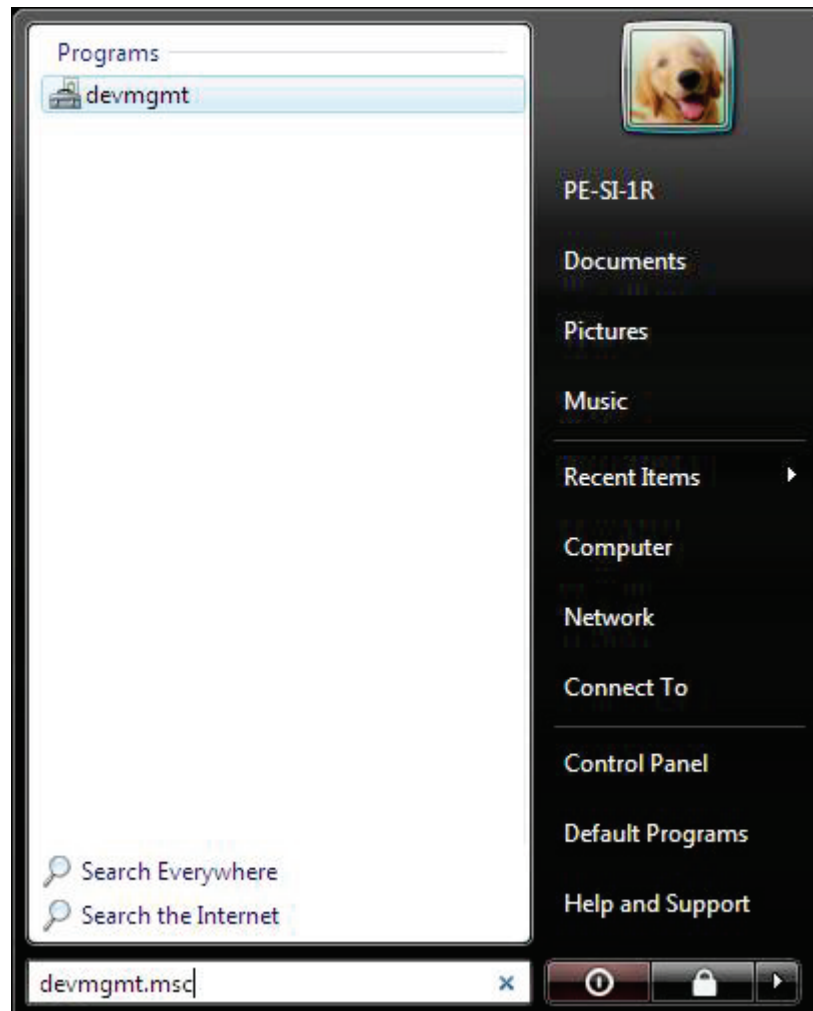 Programs
devmgmt
Search Everywhere
Search the Internet
devmgmt.msc
PE-SI-1R
Documents
Pictures
Music
Recent Items
Computer
Network
Connect To
Control Panel
Default Programs
Help and Support